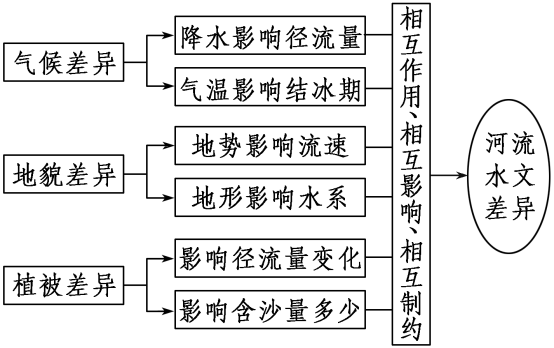 气候差异
降水影响径流量
气温影响结冰期
地貌差异
地势影响流速
地形影响水系
植被差异
影响径流量变化
影响含沙量多少
相互作用、相互影响、相互制约
河流
水文
差异